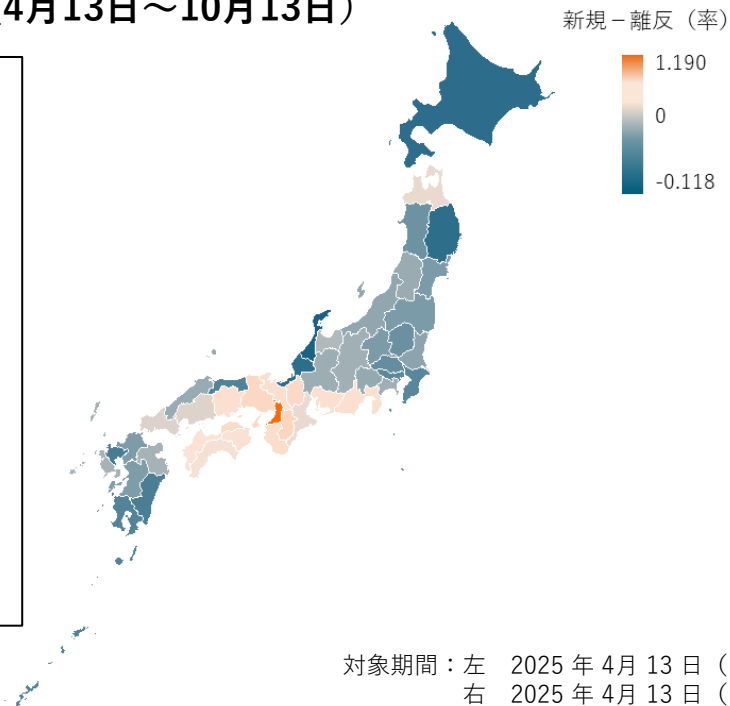 (4月13日~10月13日)
新規-離反(率)
1.190
0
-0.118
対象期間:左 2025 年 4月 13 日(
右 2025 年 4月 13 日(